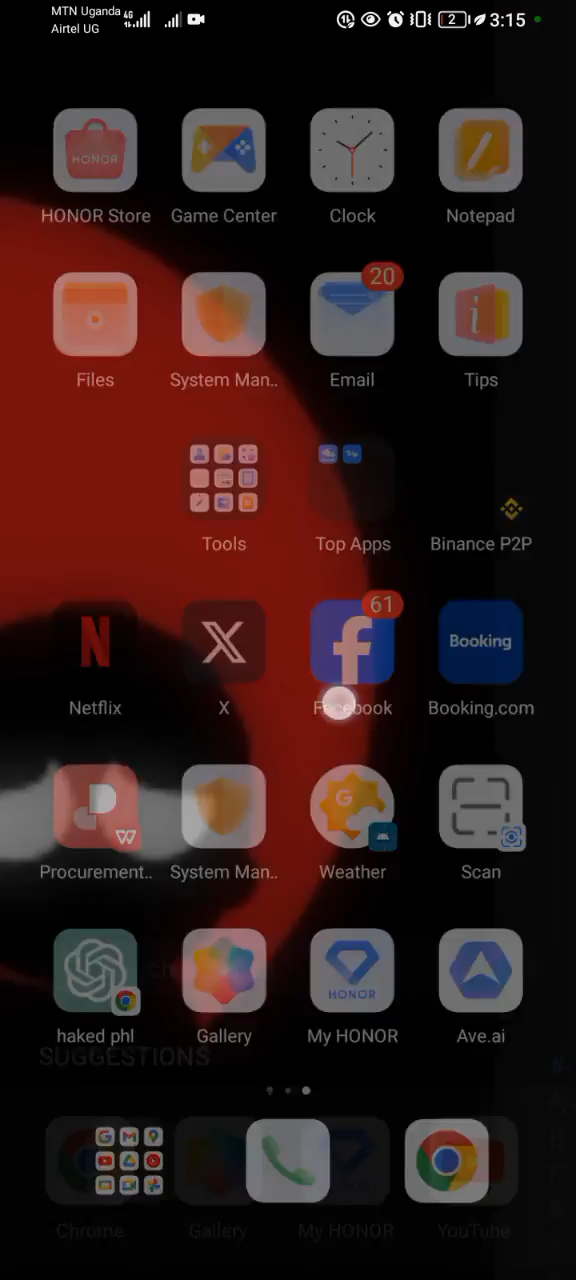 MTN Uganda 4G
Airtel UG
2 3:15
HONOR
HONOR Store Game Center Clock Notepad
20
Files System Man.. Email Tips
Tools Top Apps Binance P2P
61
Booking
Netflix X Facebook Booking.com
Procurement.. System Man.. Weather Scan
HONOR
haked phl Gallery My HONOR Ave.ai
SUGGESTIONS
Chrome Gallery My HONOR YouTube